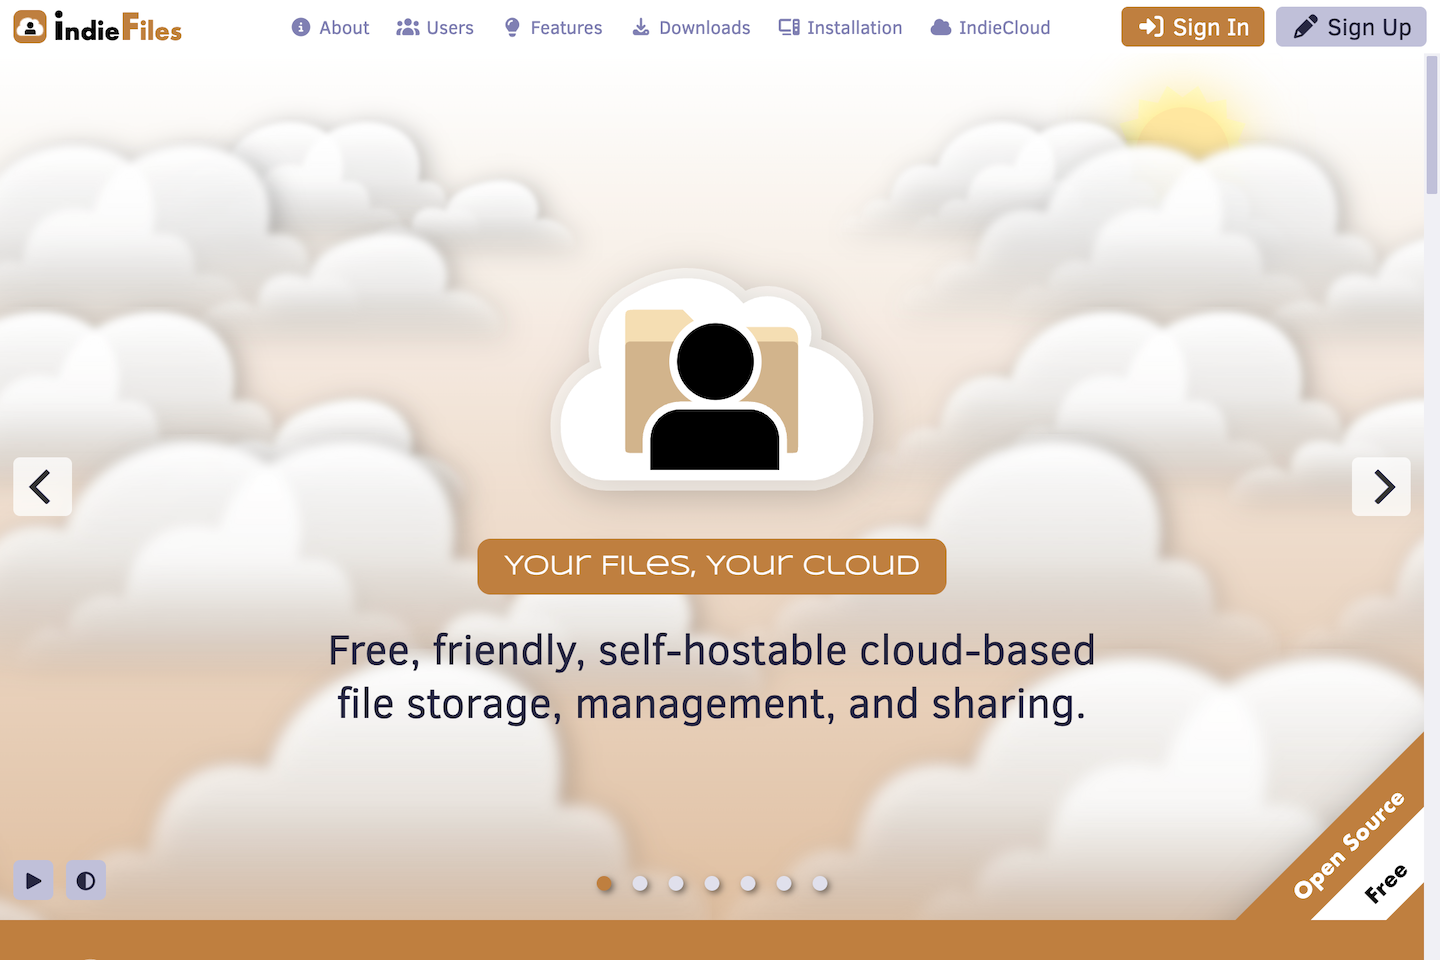 IndieFiles
About
Users
Features
Downloads
Installation
IndieCloud
Sign In
Sign Up
Your Files, Your Cloud
Free, friendly, self-hostable cloud-based
file storage, management, and sharing.
Open Source
Free